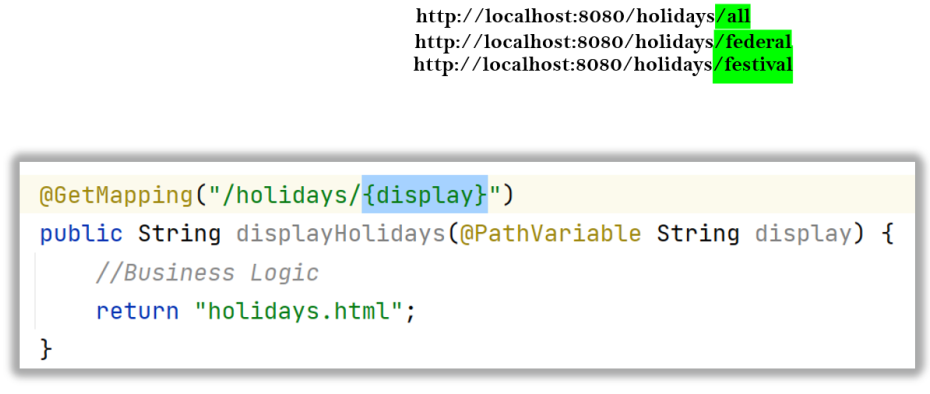 http://localhost:8080/holidays/all
http://localhost:8080/holidays/federal
http://localhost:8080/holidays/festival
@GetMapping("/holidays/{display}")
public String displayHolidays(@PathVariable String display) {
    //Business Logic
    return "holidays.html";
}